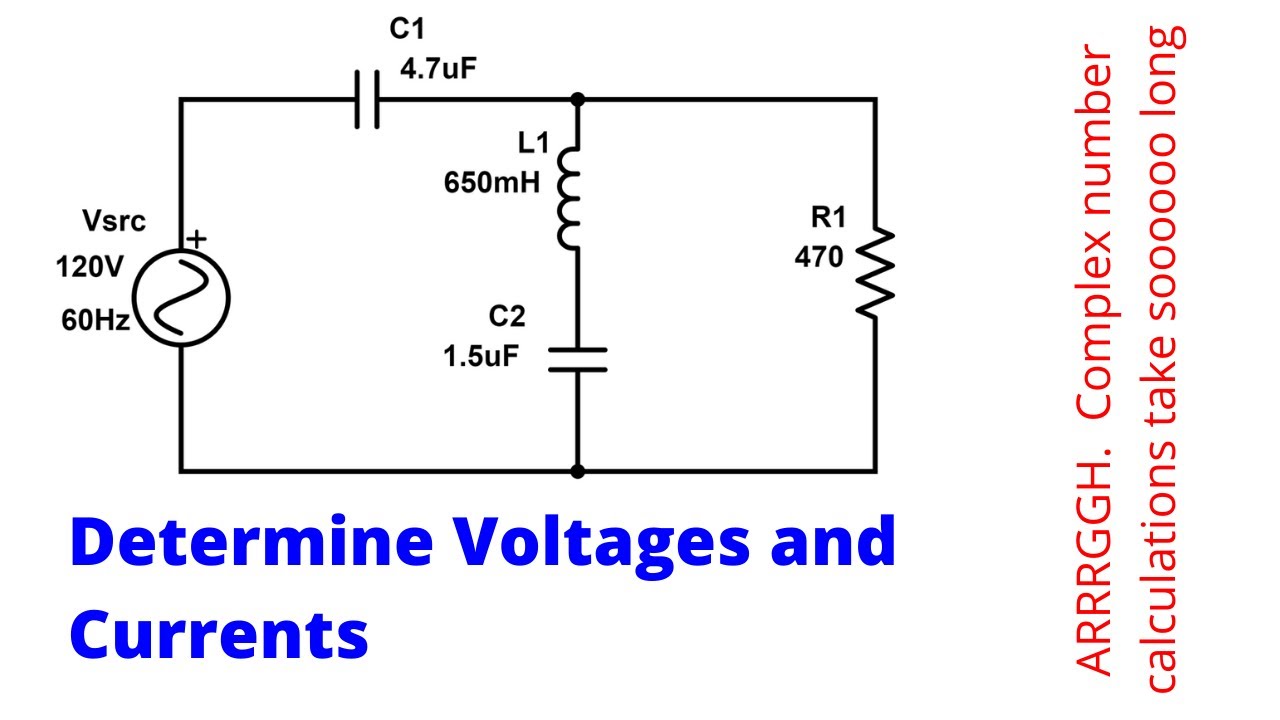 C1
4.7uF
L1
650mH
Vsrc
+
120V
60Hz
R1
470
C2
1.5uF
Determine Voltages and
Currents
ARRRGGH. Complex number
calculations take sooooooo long